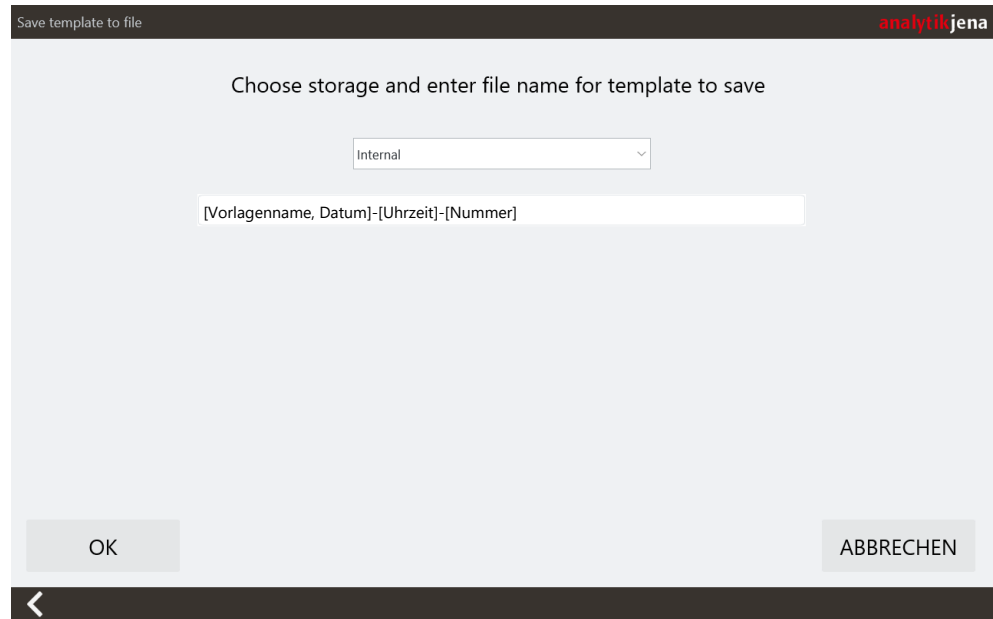 Save template to file
analytikjena
Choose storage and enter file name for template to save
Internal
[Vorlagenname, Datum]-[Uhrzeit]-[Nummer]
OK
ABBRECHEN